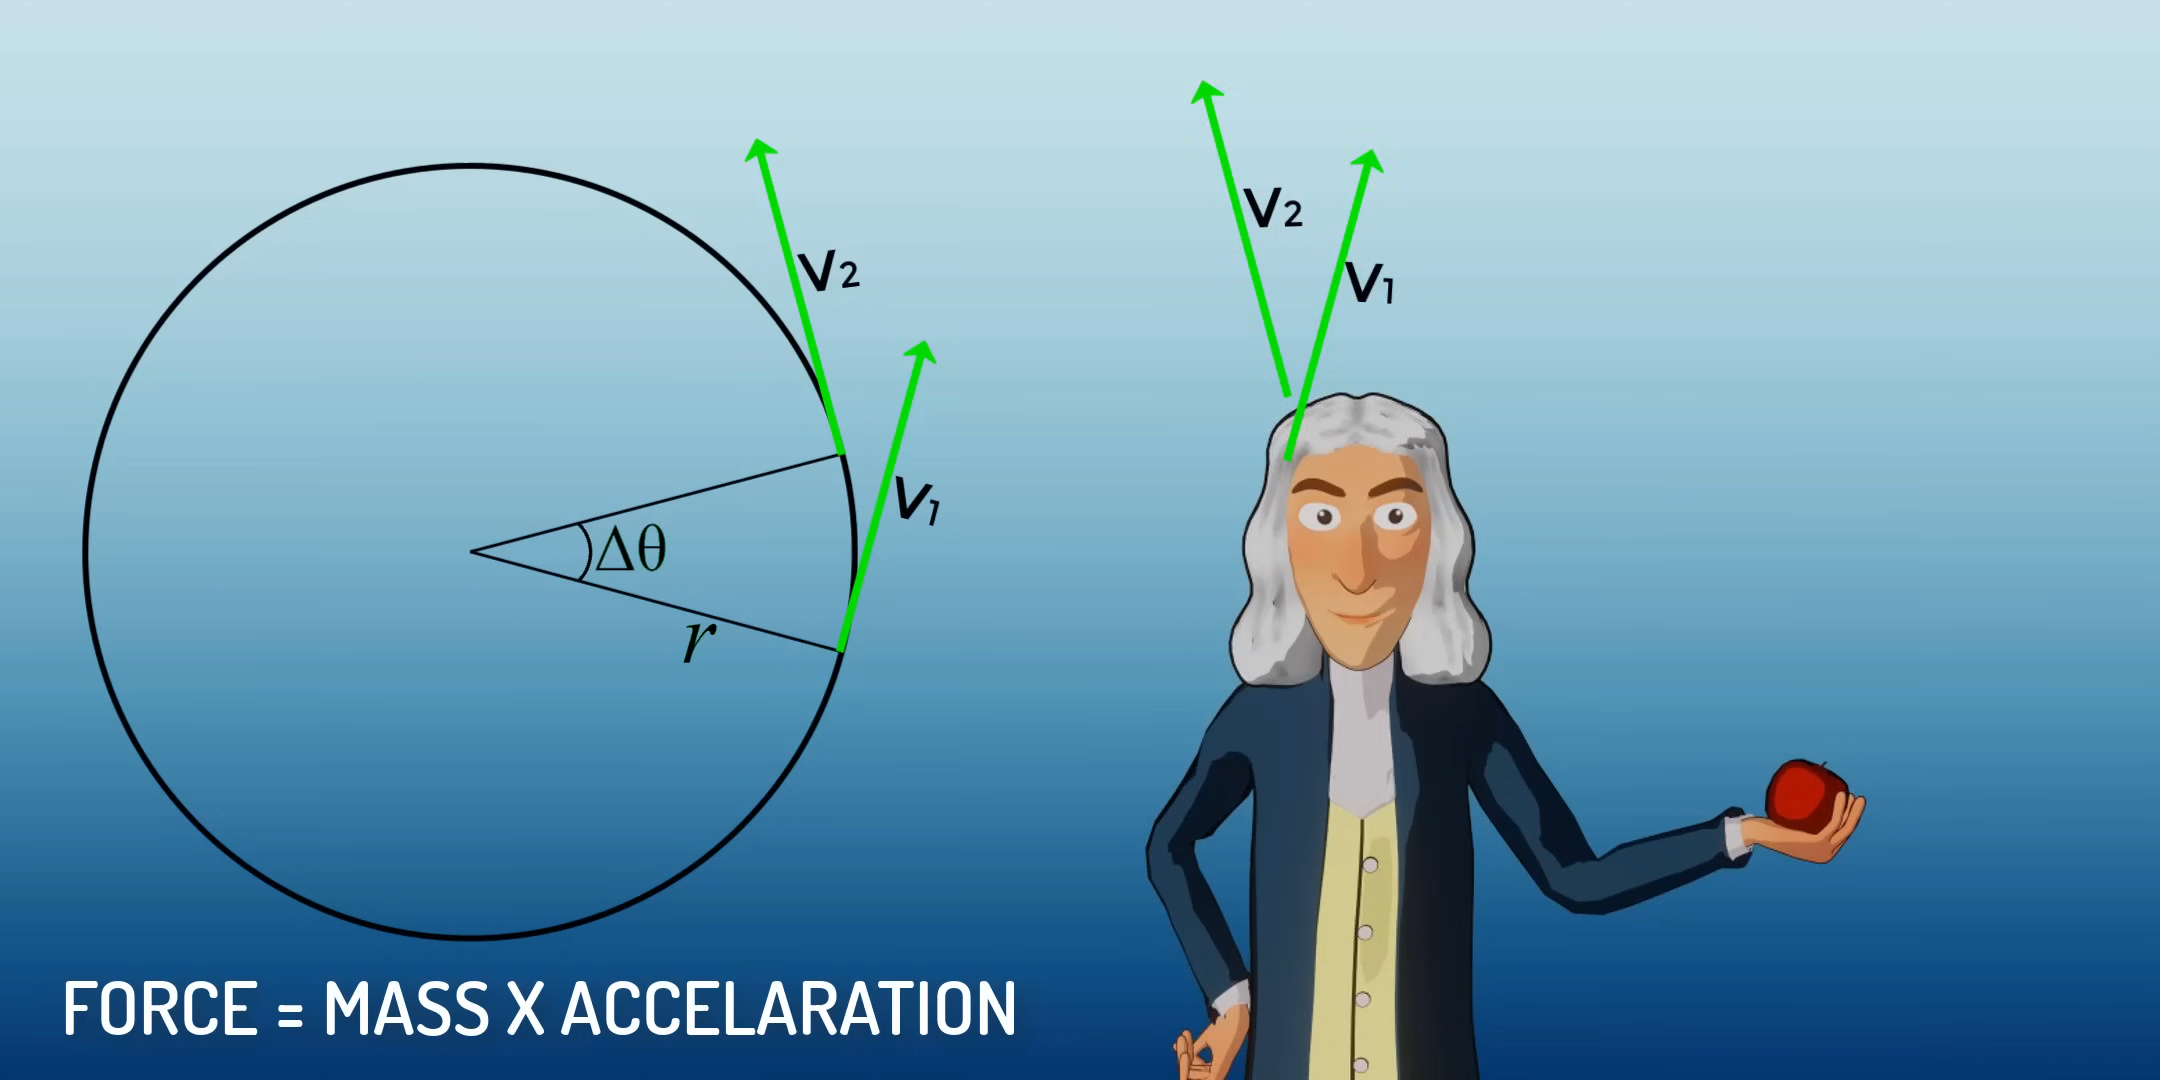 V2
V1
Δθ
r
V2
V1
FORCE = MASS X ACCELARATION